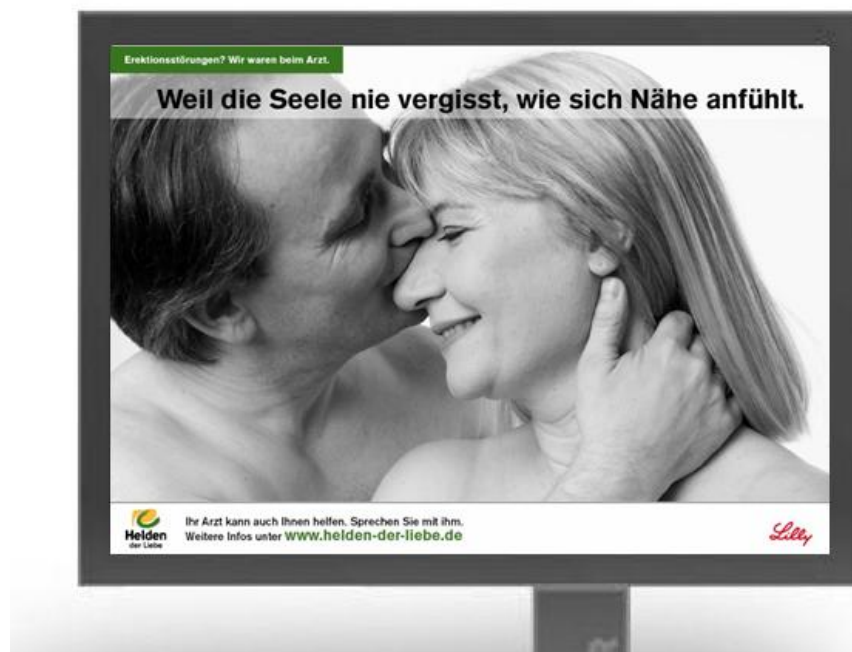 Erektionsstörungen? Wir waren beim Arzt.
Weil die Seele nie vergisst, wie sich Nähe anfühlt.
Helden
der Liebe
Ihr Arzt kann auch Ihnen helfen. Sprechen Sie mit ihm.
Weitere Infos unter www.helden-der-liebe.de
Lilly